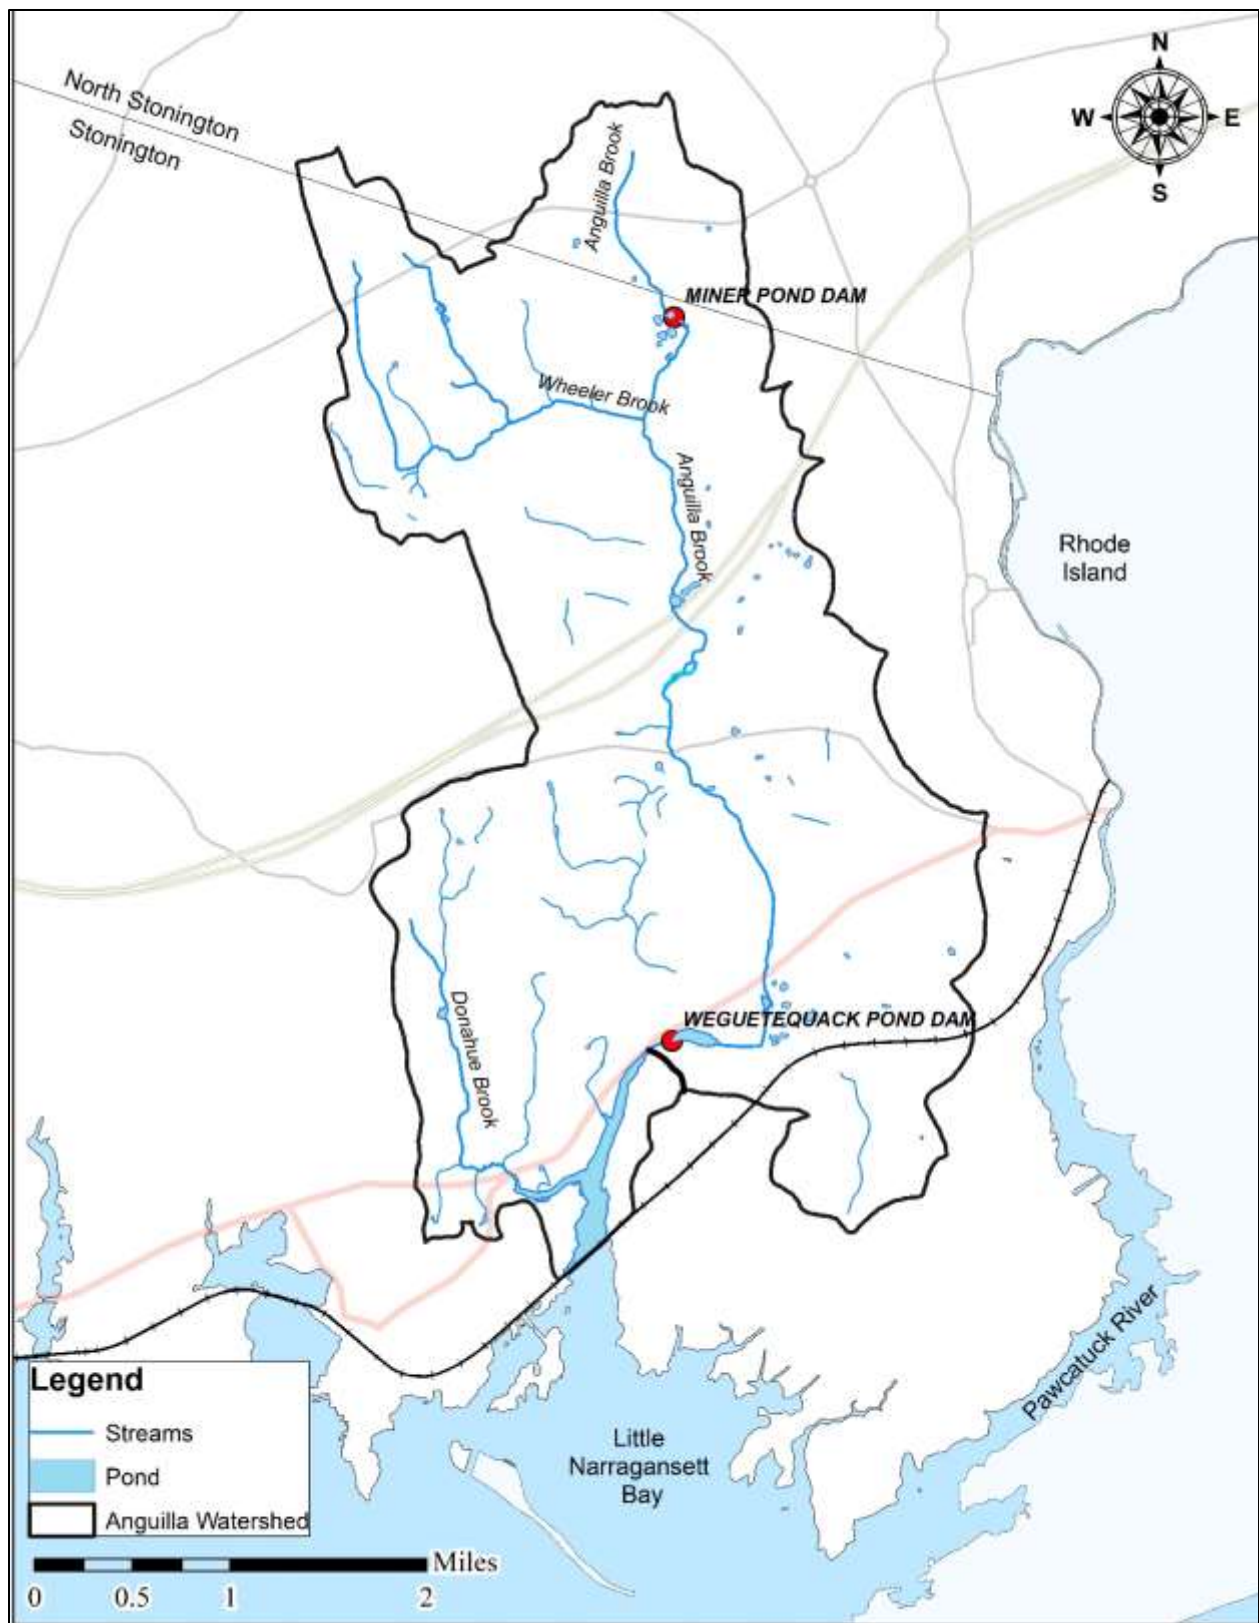 N
W
E
S
North Stonington
Stonington
Anguilla Brook
MINER POND DAM
Wheeler Brook
Anguilla Brook
Rhode
Island
Donahue Brook
WEGUETEQUACK POND DAM
Pawcatuck River
Little
Narragansett
Bay
Legend
Streams
Pond
Anguilla Watershed
Miles
0 0.5 1 2